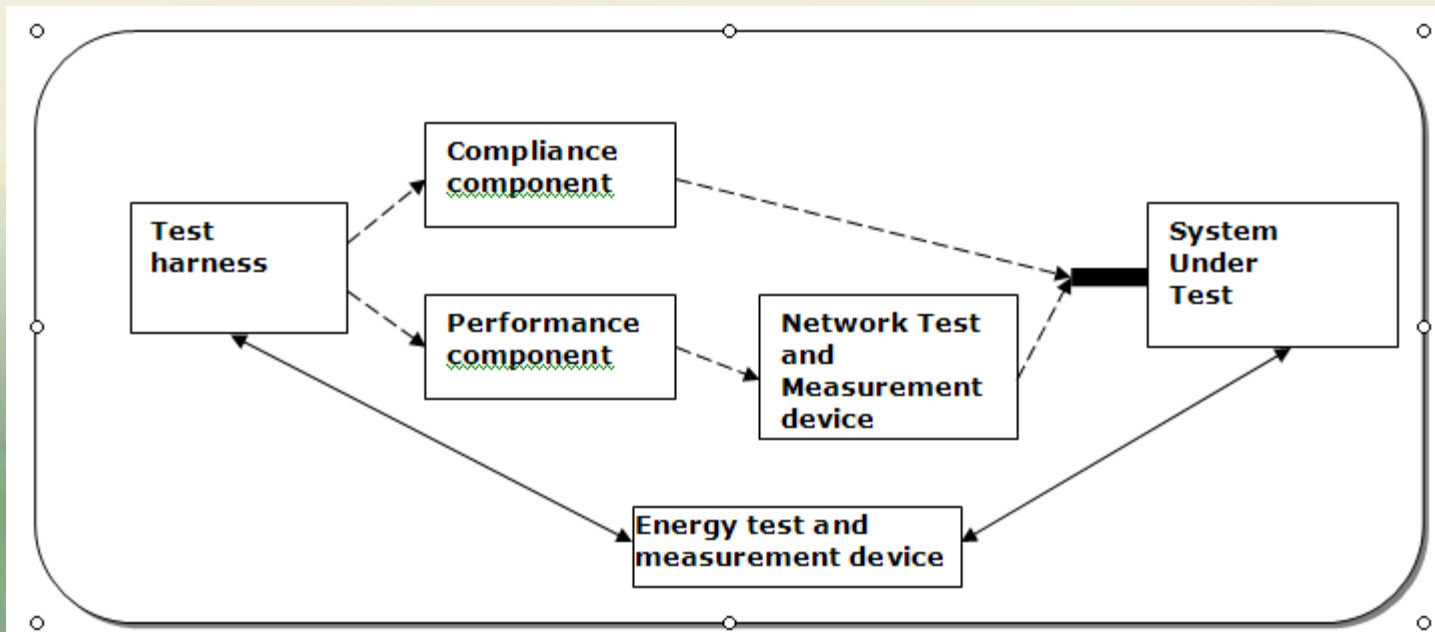 Compliance
component
Test
harness
System
Under
Test
Performance
component
Network Test
and
Measurement
device
Energy test and
measurement device